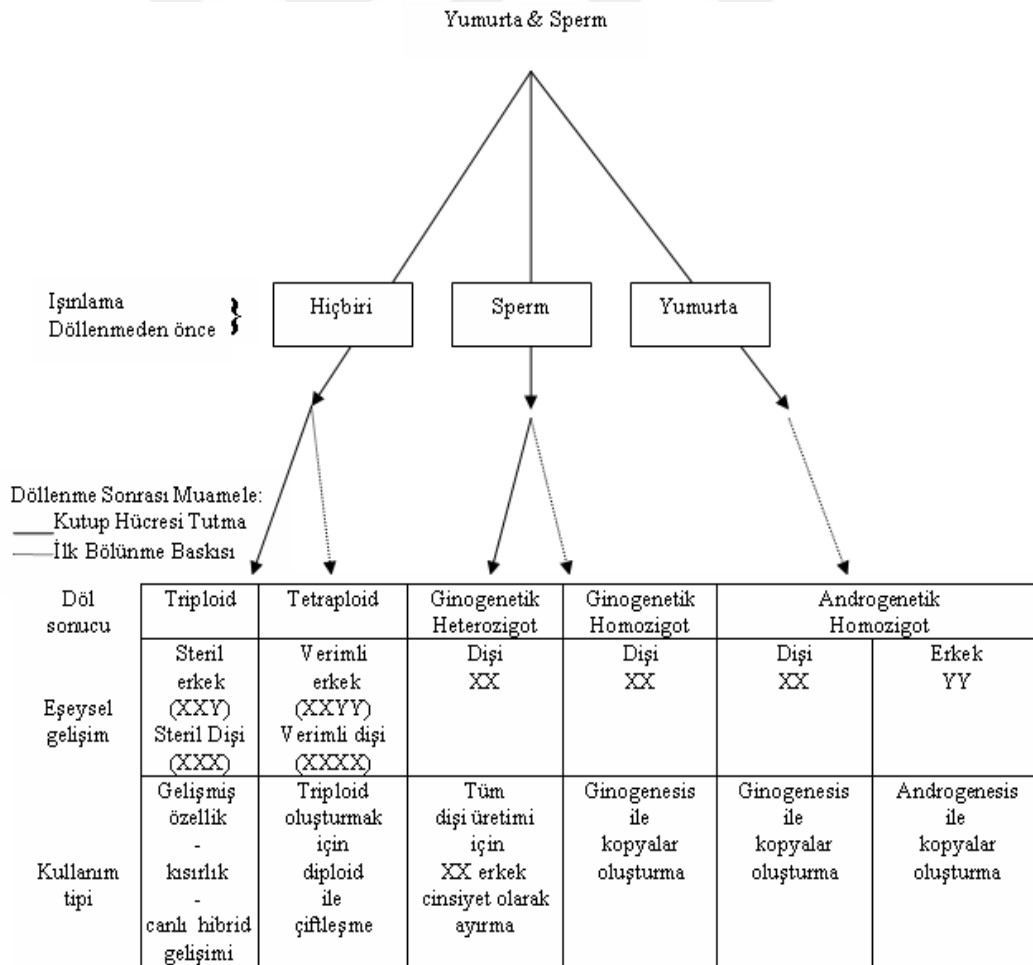 Yumurta & Sperm
Işınlama
Döllenmeden önce
Hiçbiri
Sperm
Yumurta
Döllenme Sonrası Muamele:
Kutup Hücresi Tutma
İlk Bölünme Baskısı
Döl
sonucu
Triploid
Tetraploid
Ginogenetik
Heterozigot
Ginogenetik
Homozigot
Androgenetik
Homozigot
Eşeysel
gelişim
Steril
erkek
(XXY)
Steril Dişi
(XXX)
Verimli
erkek
(XXYY)
Verimli dişi
(XXXX)
Dişi
XX
Dişi
XX
Dişi
XX
Erkek
YY
Kullanım
tipi
Gelişmiş
özellik
-
kısırlık
-
canlı hibrid
gelişimi
Triploid
oluşturmak
için
diploid
ile
çiftleşme
Tüm
dişi üretimi
için
XX erkek
cinsiyet olarak
ayırma
Ginogenesis
ile
kopyalar
oluşturma
Ginogenesis
ile
kopyalar
oluşturma
Androgenesis
ile
kopyalar
oluşturma